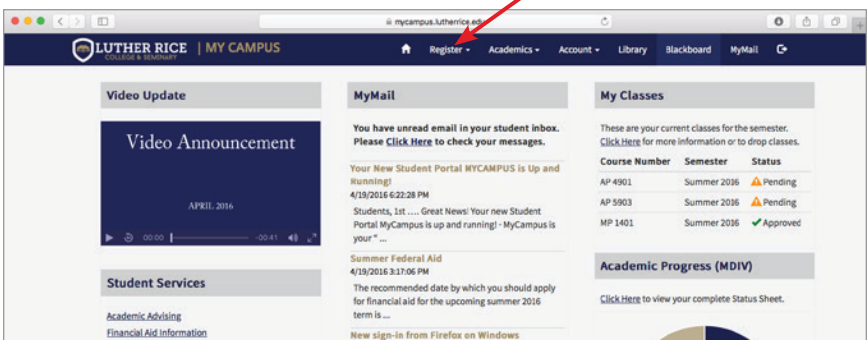 mycampus.lutherrice.edu
LUTHER RICE | MY CAMPUS
COLLEGE & SEMINARY
Register Academics Account Library Blackboard MyMail
Video Update
Video Announcement
APRIL 2016
00:00 -00:41
Student Services
Academic Advising
Financial Aid Information
MyMail
You have unread email in your student inbox.
Please Click Here to check your messages.
Your New Student Portal MYCAMPUS is Up and
Running!
4/19/2016 6:22:28 PM
Students, 1st .... Great News! Your new Student
Portal MyCampus is up and running! - MyCampus is
your " ...
Summer Federal Aid
4/19/2016 3:17:06 PM
The recommended date by which you should apply
for financial aid for the upcoming summer 2016
term is ...
New sign-in from Firefox on Windows
My Classes
These are your current classes for the semester.
Click Here for more information or to drop classes.
Course Number Semester Status
AP 4901 Summer 2016 Pending
AP 5903 Summer 2016 Pending
MP 1401 Summer 2016 Approved
Academic Progress (MDIV)
Click Here to view your complete Status Sheet.